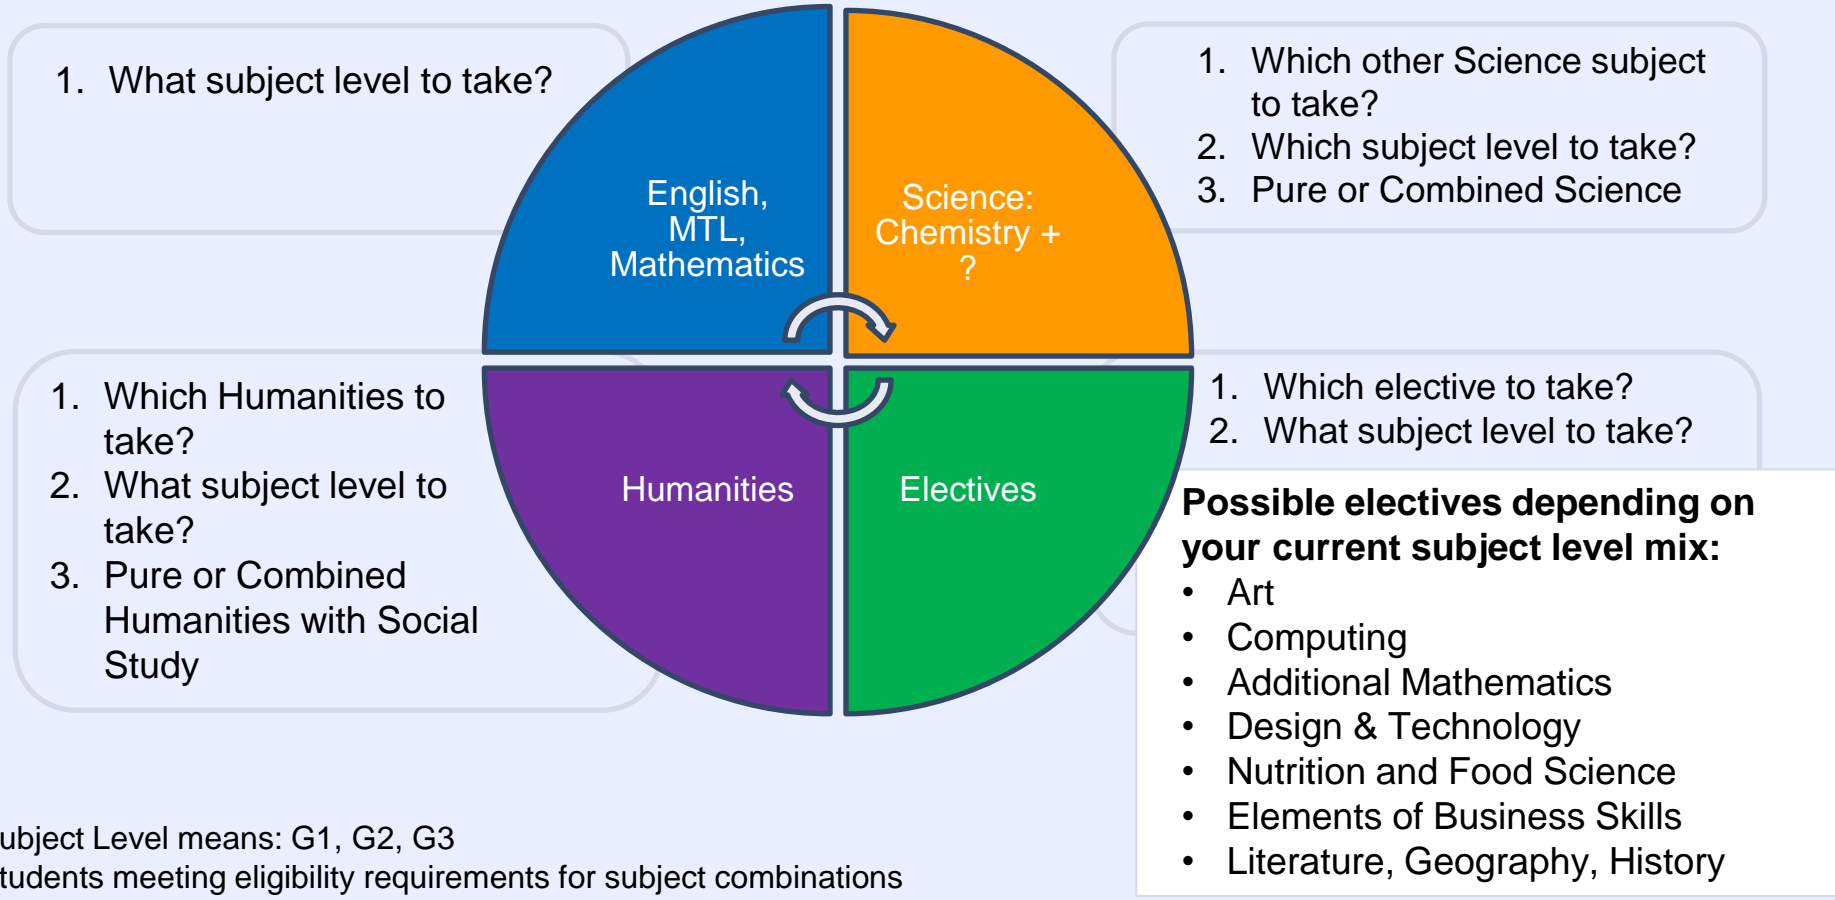 1. What subject level to take?
English,
MTL,
Mathematics
Science:
Chemistry +
?
1. Which other Science subject
to take?
2. Which subject level to take?
3. Pure or Combined Science
1. Which Humanities to
take?
2. What subject level to
take?
3. Pure or Combined
Humanities with Social
Study
Humanities
Electives
1. Which elective to take?
2. What subject level to take?
Possible electives depending on
your current subject level mix:
• Art
• Computing
• Additional Mathematics
• Design & Technology
• Nutrition and Food Science
• Elements of Business Skills
• Literature, Geography, History
ubject Level means: G1, G2, G3
tudents meeting eligibility requirements for subject combinations